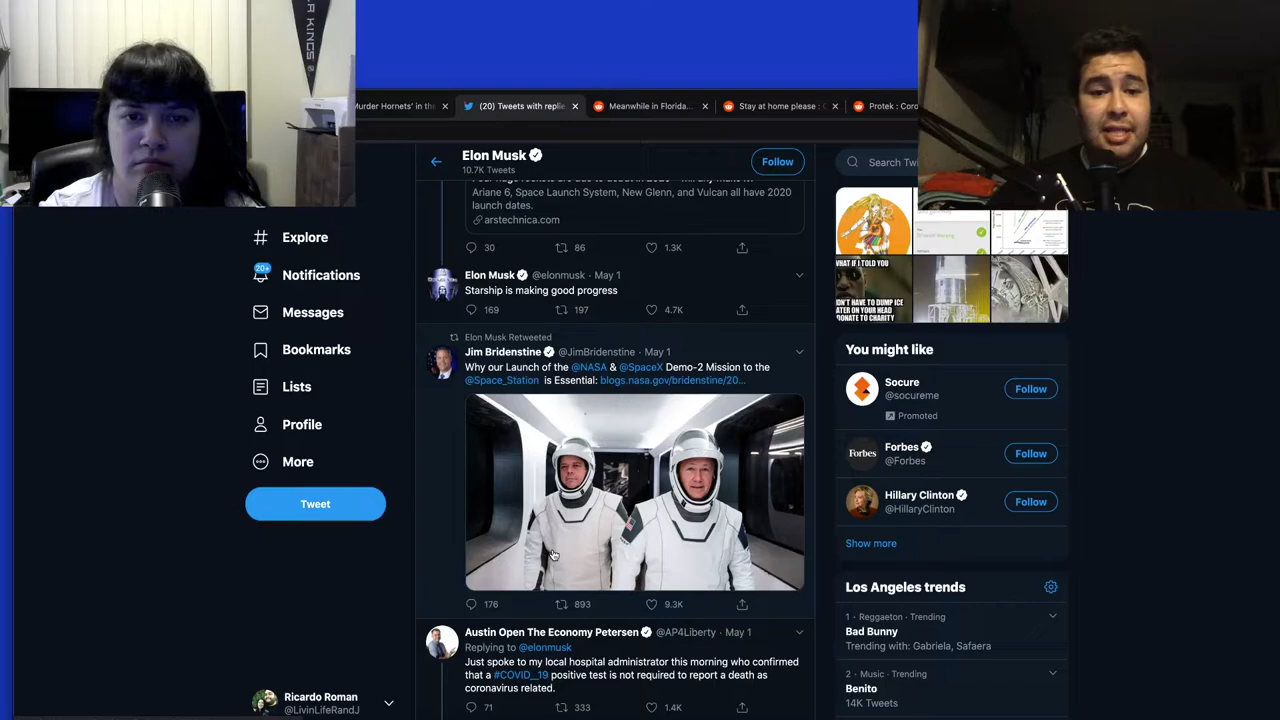 R KINGS
Murder Hornets' in the
(20) Tweets with replie
Meanwhile in Florida...
Stay at home please : C
Protek : Coro
Elon Musk
10.7K Tweets
Follow
Search Twi
Ariane 6, Space Launch System, New Glenn, and Vulcan all have 2020
launch dates.
arstechnica.com
30
86
1.3K
Explore
20+
Notifications
Messages
Bookmarks
Lists
Profile
More
Tweet
Elon Musk @elonmusk · May 1
Starship is making good progress
169
197
4.7K
Elon Musk Retweeted
Jim Bridenstine @JimBridenstine · May 1
Why our Launch of the @NASA & @SpaceX Demo-2 Mission to the
@Space_Station is Essential: blogs.nasa.gov/bridenstine/20...
176
893
9.3K
Austin Open The Economy Petersen @AP4Liberty · May 1
Replying to @elonmusk
Just spoke to my local hospital administrator this morning who confirmed
that a #COVID_19 positive test is not required to report a death as
coronavirus related.
71
333
1.4K
WHAT IF I TOLD YOU
You might like
Socure
@socureme
Follow
Promoted
Forbes
Forbes
@Forbes
Follow
Hillary Clinton
@HillaryClinton
Follow
Show more
Los Angeles trends
1 · Reggaeton · Trending
Bad Bunny
Trending with: Gabriela, Safaera
2 · Music · Trending
Benito
14K Tweets
Ricardo Roman
@LivinLifeRandJ